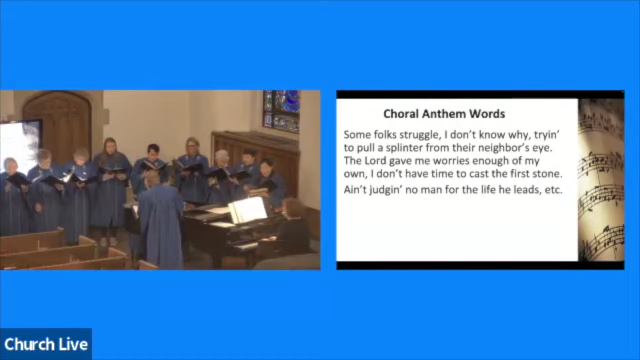 Choral Anthem Words
Some folks struggle, I don't know why, tryin'
to pull a splinter from their neighbor's eye.
The Lord gave me worries enough of my
own, I don't have time to cast the first stone.
Ain't judgin' no man for the life he leads, etc.
Church Live